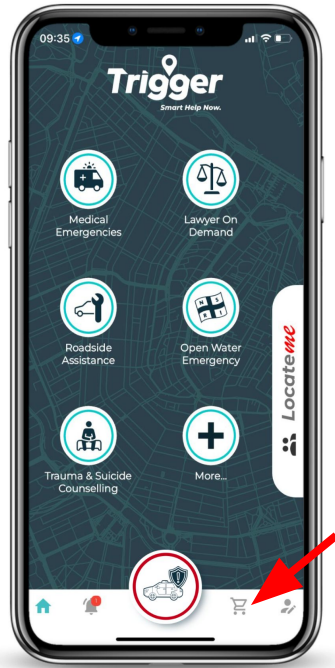 09:35
Trigger
Smart Help Now.
Medical
Emergencies
Lawyer On
Demand
Roadside
Assistance
Open Water
Emergency
Locateme
Trauma & Suicide
Counselling
More...